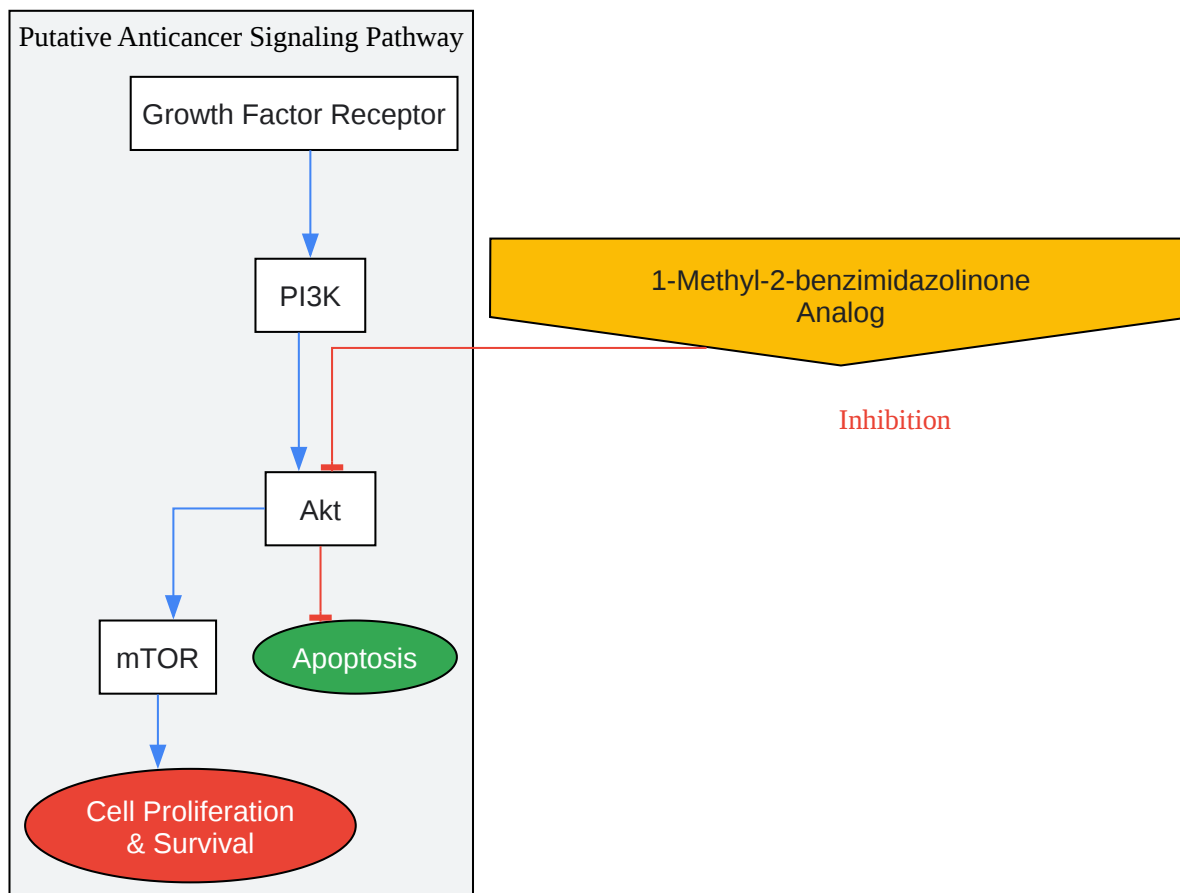 Putative Anticancer Signaling Pathway
Growth Factor Receptor
PI3K
1-Methyl-2-benzimidazolinone
Analog
Inhibition
Akt
mTOR
Apoptosis
Cell Proliferation
& Survival